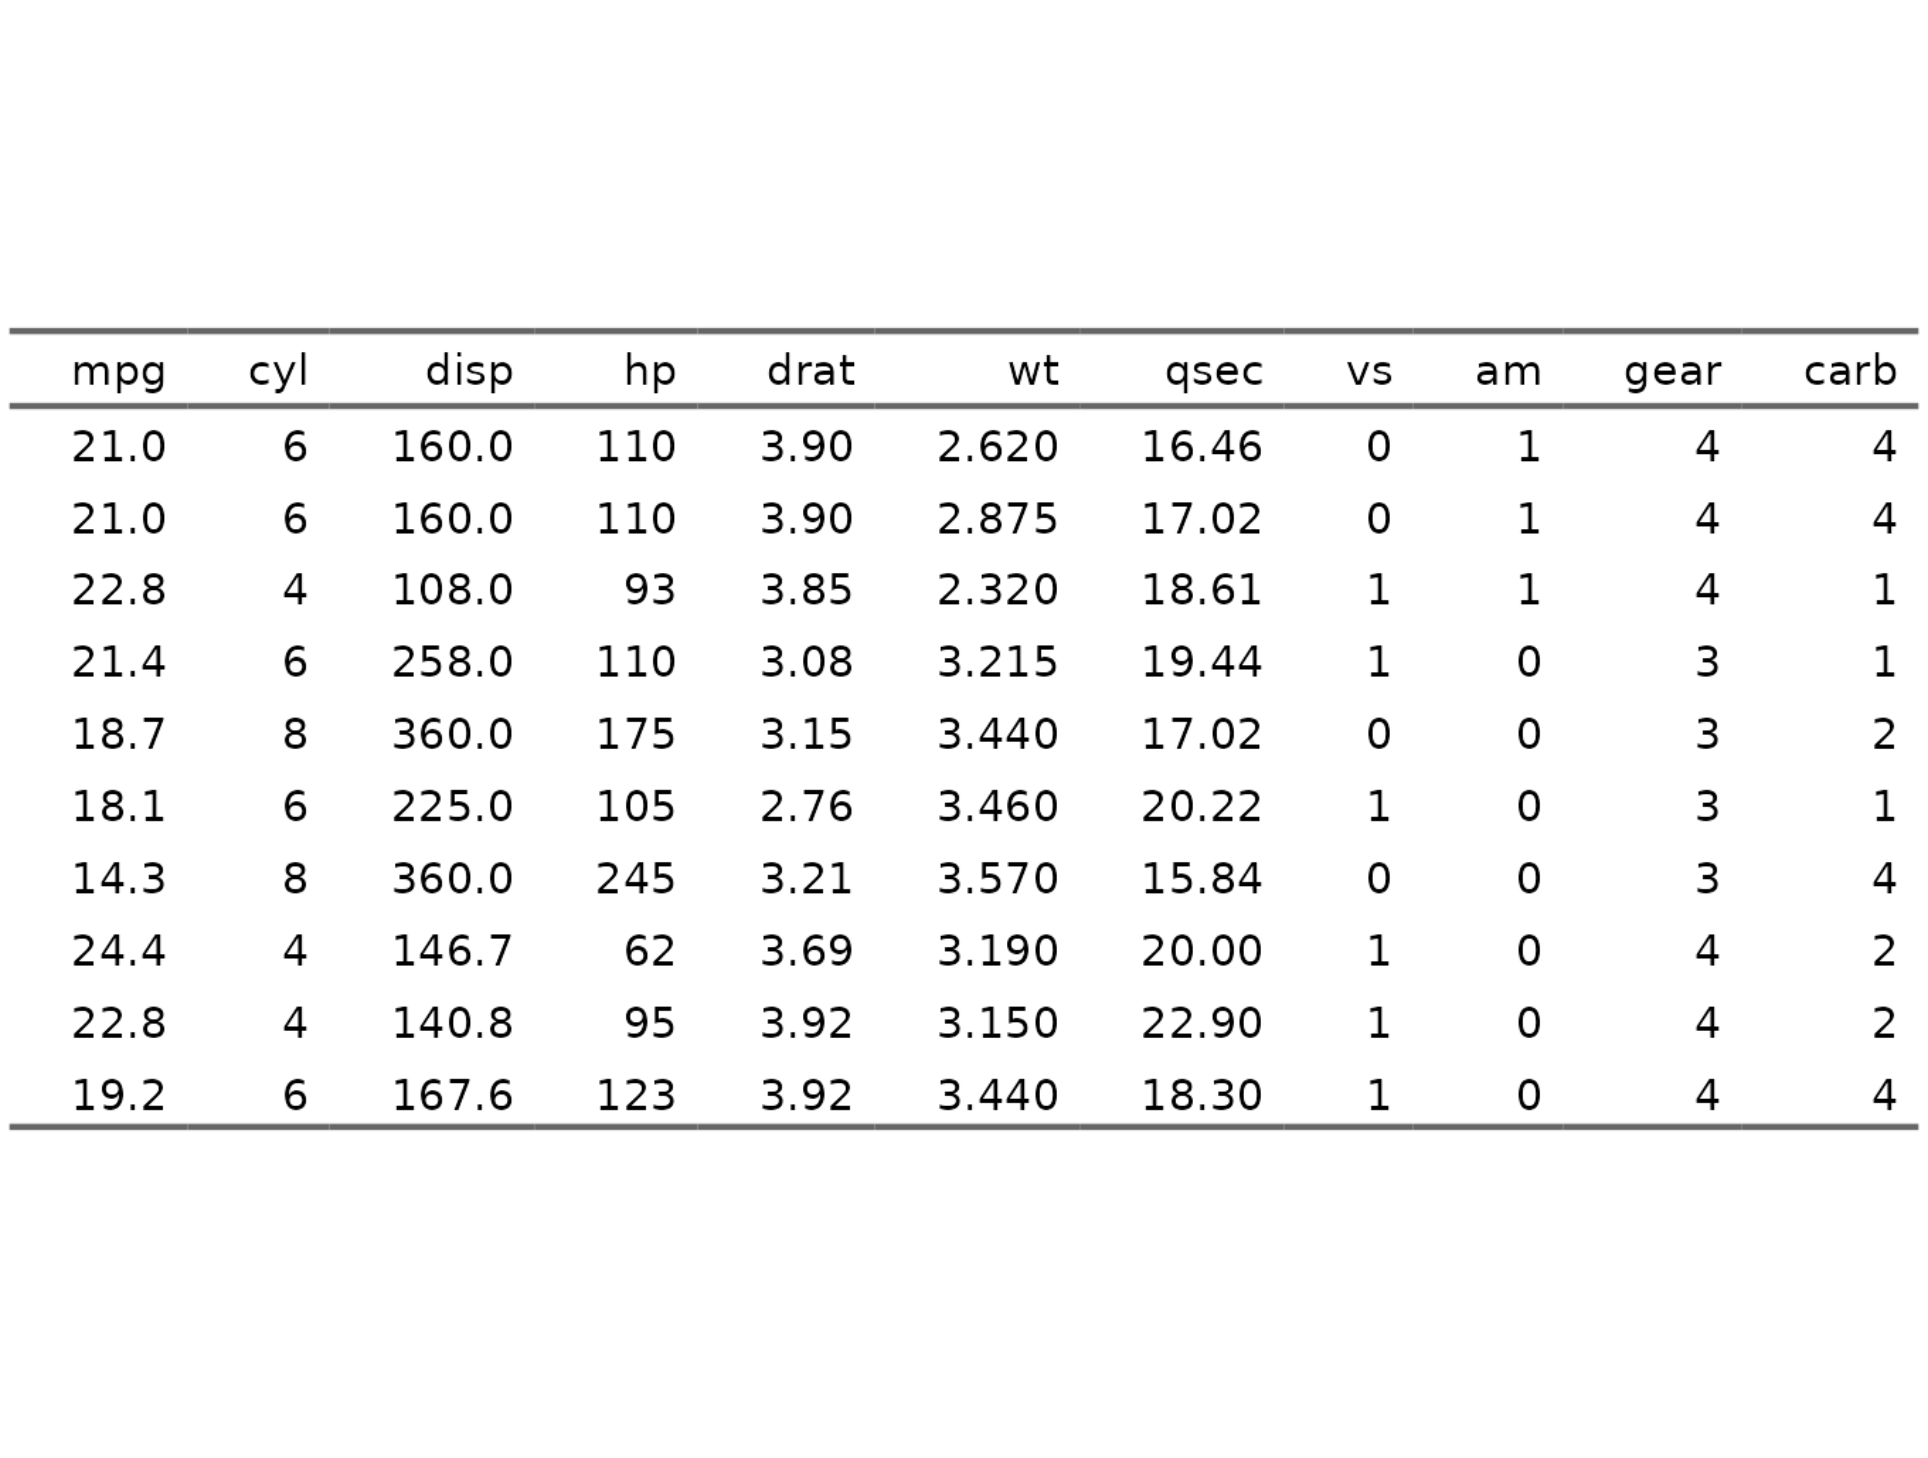 mpg cyl disp hp drat wt qsec vs am gear carb
21.0 6 160.0 110 3.90 2.620 16.46 0 1 4 4
21.0 6 160.0 110 3.90 2.875 17.02 0 1 4 4
22.8 4 108.0 93 3.85 2.320 18.61 1 1 4 1
21.4 6 258.0 110 3.08 3.215 19.44 1 0 3 1
18.7 8 360.0 175 3.15 3.440 17.02 0 0 3 2
18.1 6 225.0 105 2.76 3.460 20.22 1 0 3 1
14.3 8 360.0 245 3.21 3.570 15.84 0 0 3 4
24.4 4 146.7 62 3.69 3.190 20.00 1 0 4 2
22.8 4 140.8 95 3.92 3.150 22.90 1 0 4 2
19.2 6 167.6 123 3.92 3.440 18.30 1 0 4 4